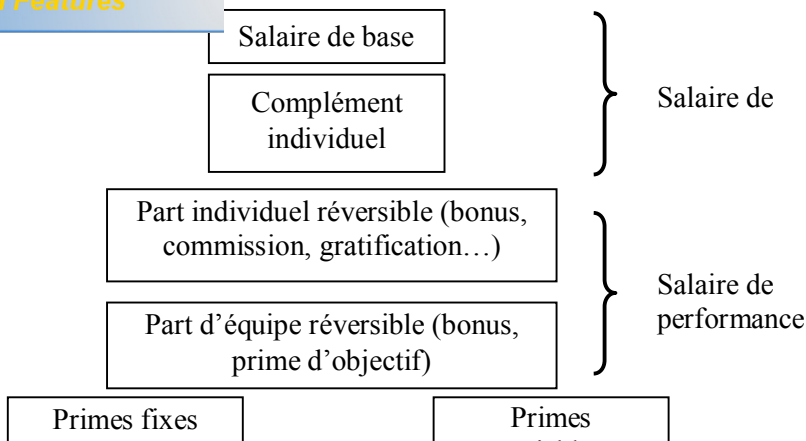 Features
Salaire de base
Complément
individuel
Salaire de
Part individuel réversible (bonus,
commission, gratification…)
Part d’équipe réversible (bonus,
prime d’objectif)
Salaire de
performance
Primes fixes
Primes